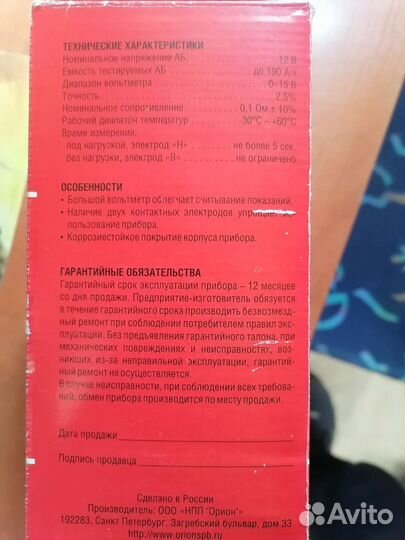 ТЕХНИЧЕСКИЕ ХАРАКТЕРИСТИКИ
Номинальное напряжение АБ. . . . . . . . . . . . . 12 В
Емкость тестируемых АБ . . . . . . . . . до 190 А·ч
Диапазон вольтметра . . . . . . . . . . . . . . 0–15 В
Точность . . . . . . . . . . . . . . . . . . . . . . . . 2.5%
Номинальное сопротивление . . . . . 0,1 Ом ± 10%
Рабочий диапазон температур . . . . –30°С – +60°С
Время измерения:
под нагрузкой, электрод «Н» . . . . . . не более 5 сек.
без нагрузки, электрод «В» . . . . . . . не ограничено
ОСОБЕННОСТИ
• Большой вольтметр облегчает считывание показаний.
• Наличие двух контактных электродов упрощает ис-
пользование прибора.
• Коррозиестойкое покрытие корпуса прибора.
ГАРАНТИЙНЫЕ ОБЯЗАТЕЛЬСТВА
Гарантийный срок эксплуатации прибора – 12 месяцев
со дня продажи. Предприятие-изготовитель обязуется
в течение гарантийного срока производить безвозмезд-
ный ремонт при соблюдении потребителем правил экс-
плуатации. Без предъявления гарантийного талона, при
механических повреждениях и неисправностях, воз-
никших из-за неправильной эксплуатации, гарантий-
ный ремонт не осуществляется.
В случае неисправности, при соблюдении всех требова-
ний, обмен прибора производится по месту продажи.
Дата продажи
Подпись продавца
Сделано в России
Производитель: ООО «НПП "Орион»
192283, Санкт Петербург, Загребский бульвар, дом 33
http://www.orionspb.ru
Avito